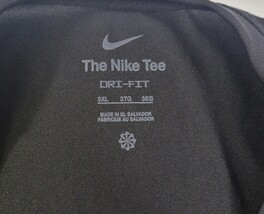 The Nike Tee
DRI-FIT
3XL 3TG 3EG
MADE IN EL SALVADOR
FABRIQUÉ AU SALVADOR